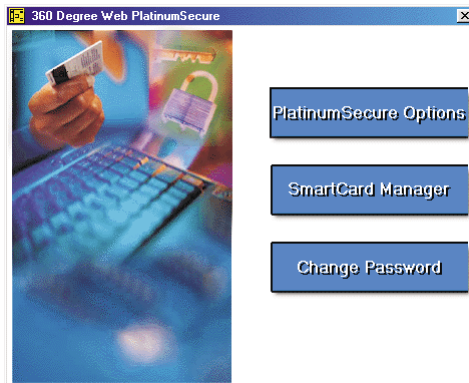 360 Degree Web PlatinumSecure
PlatinumSecure Options
SmartCard Manager
Change Password